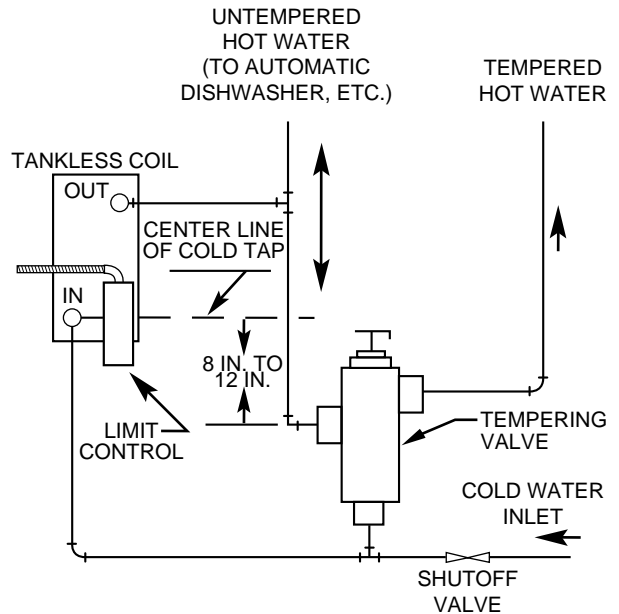 UNTEMPERED
HOT WATER
(TO AUTOMATIC
DISHWASHER, ETC.)
TEMPERED
HOT WATER
TANKLESS COIL
OUT
CENTER LINE
OF COLD TAP
IN
8 IN. TO
12 IN.
LIMIT
CONTROL
TEMPERING
VALVE
COLD WATER
INLET
SHUTOFF
VALVE